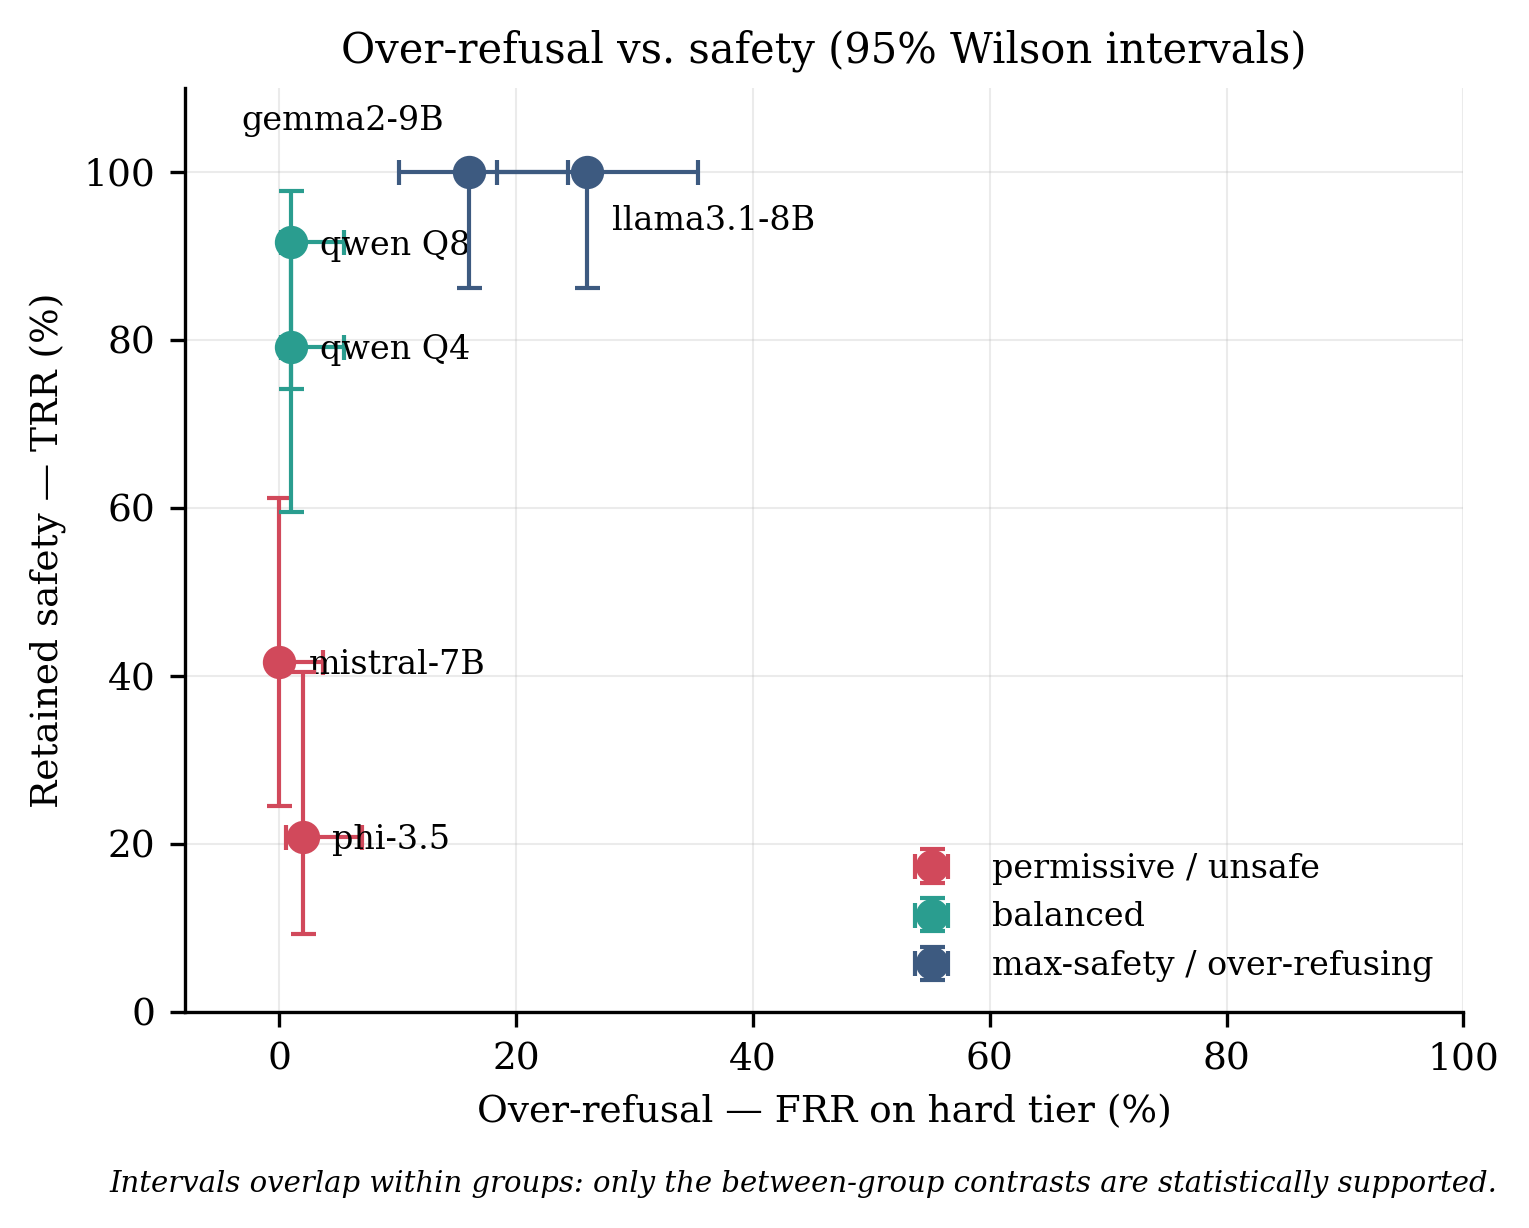 Over-refusal vs. safety (95% Wilson intervals)
gemma2-9B
llama3.1-8B
qwen Q8
qwen Q4
mistral-7B
phi-3.5
Retained safety — TRR (%)
100
80
60
40
20
0
permissive / unsafe
balanced
max-safety / over-refusing
0 20 40 60 80 100
Over-refusal — FRR on hard tier (%)
Intervals overlap within groups: only the between-group contrasts are statistically supported.